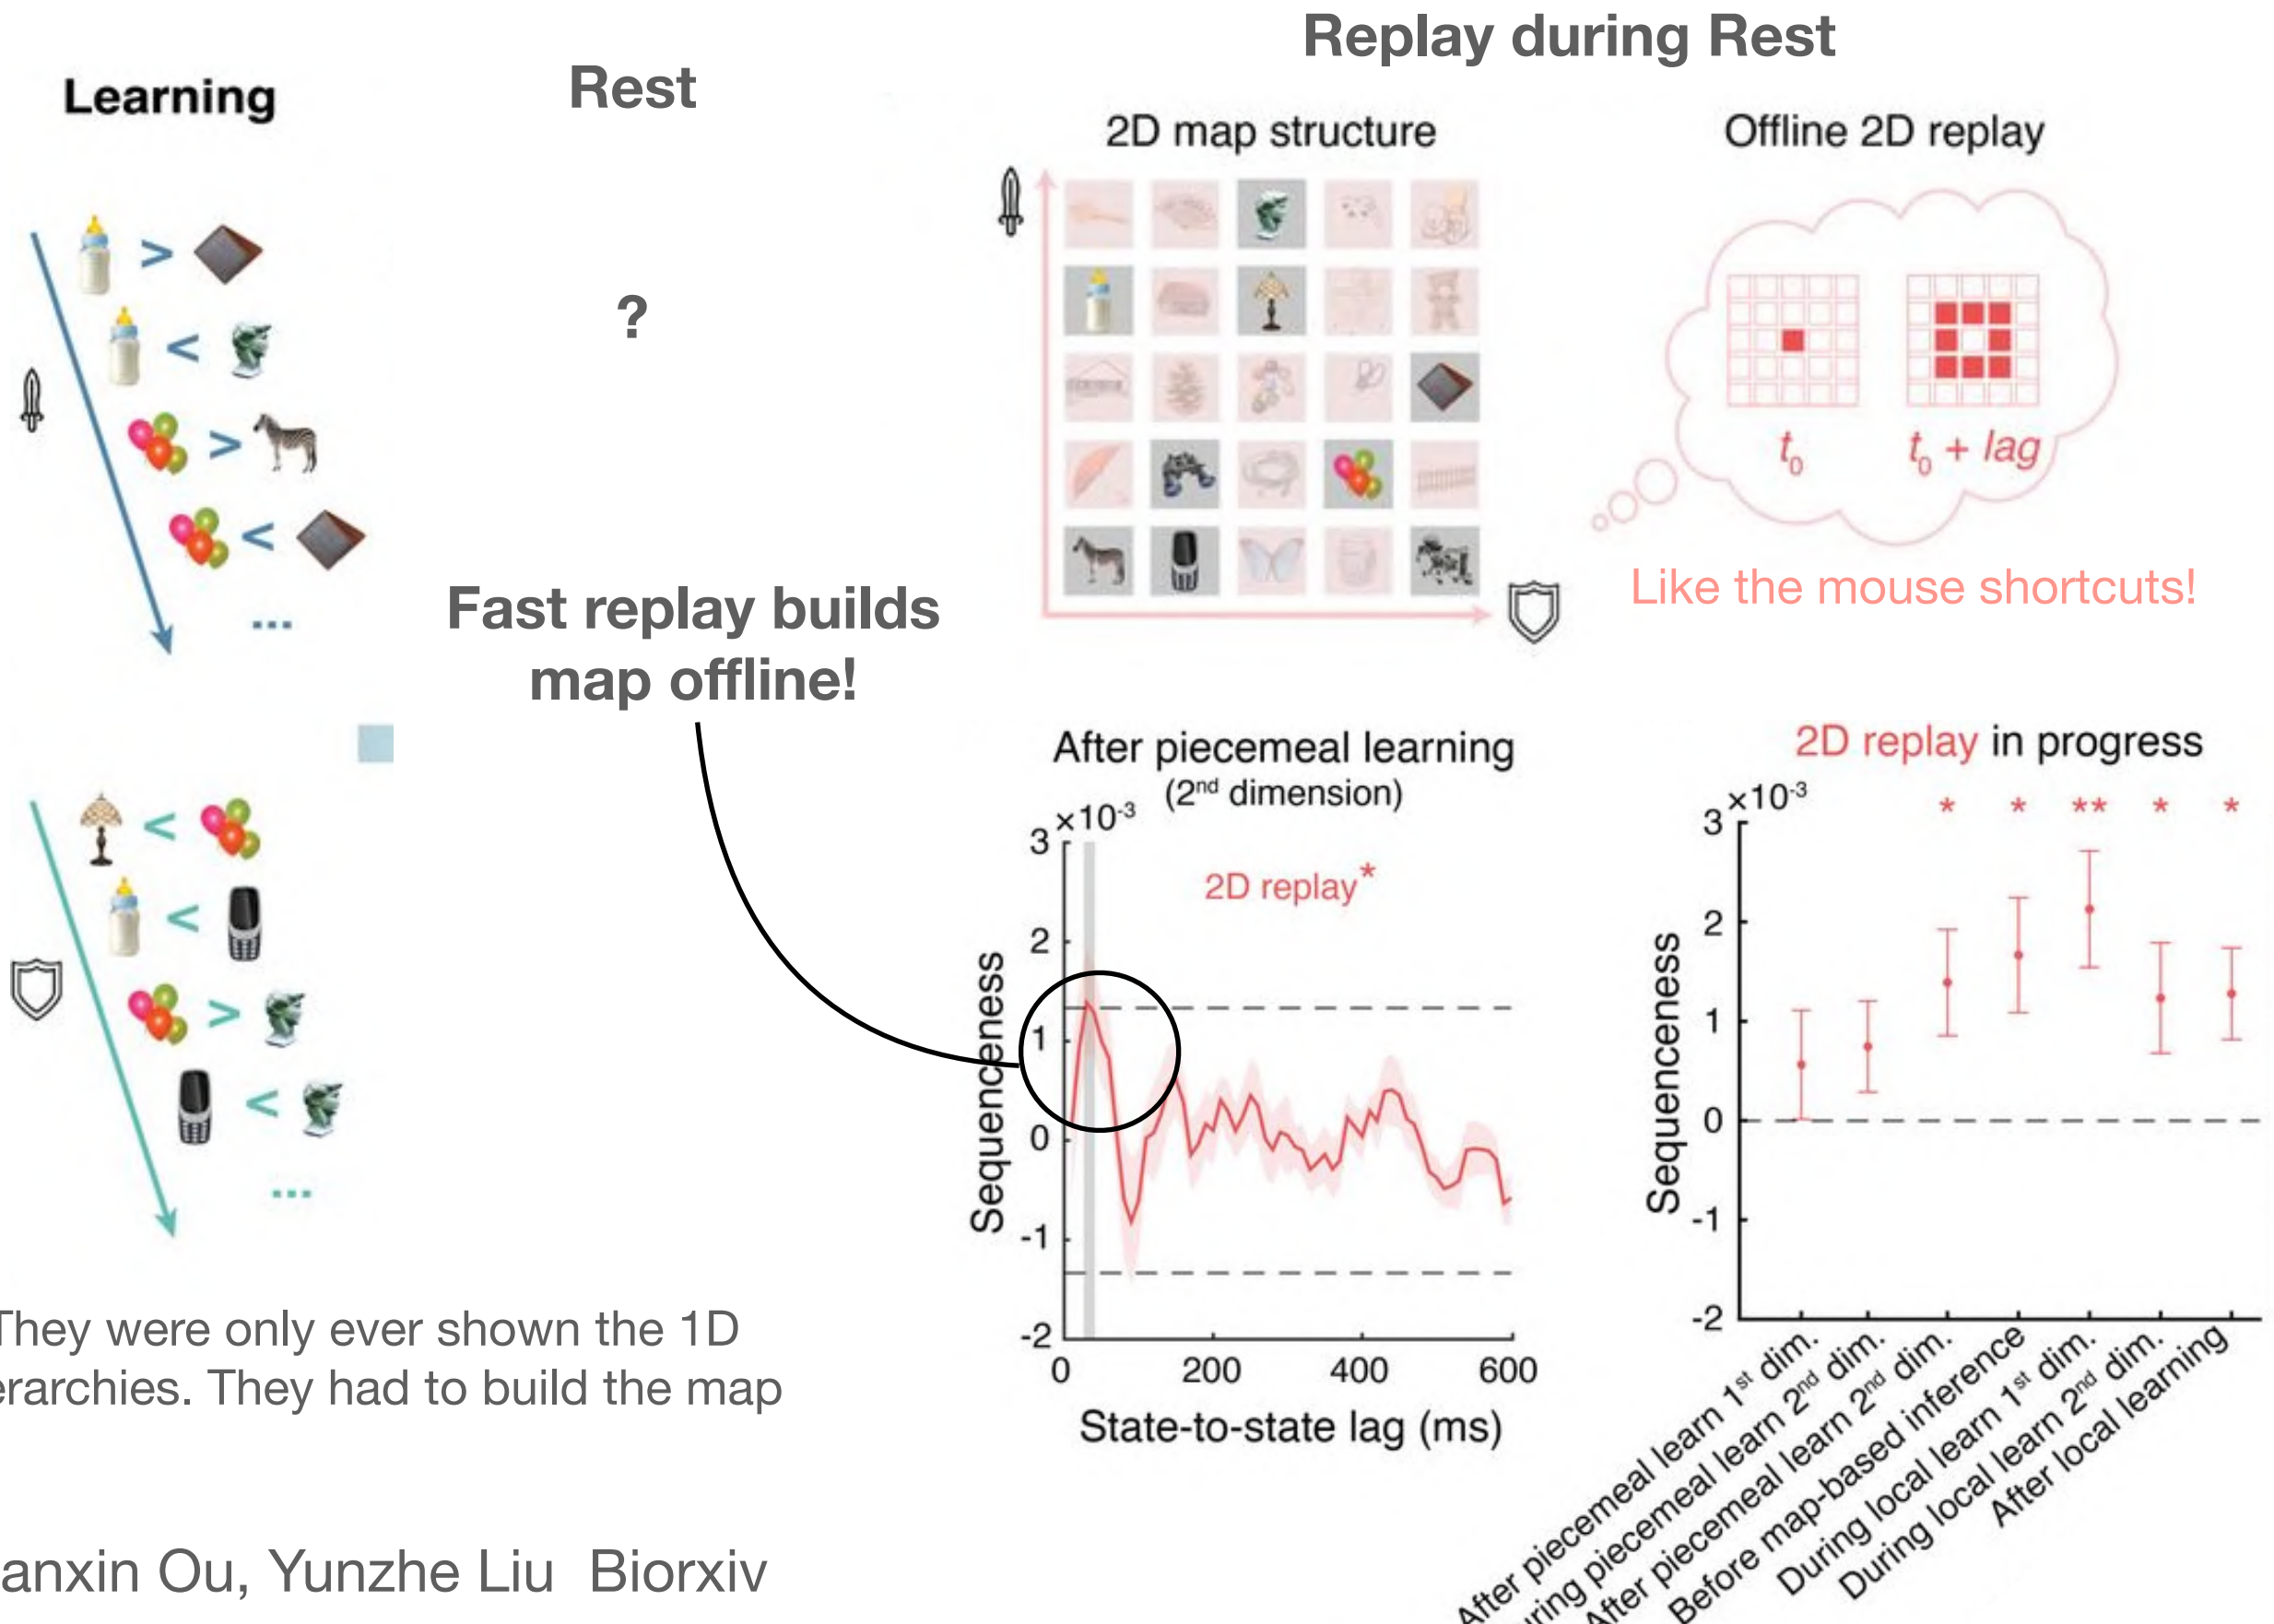 Replay during Rest
Learning
Rest
2D map structure
Offline 2D replay
>
<
>
<
...
?
t0
t0 + lag
Like the mouse shortcuts!
Fast replay builds
map offline!
<
<
>
<
...
After piecemeal learning
(2nd dimension)
×10-3
3
2
1
0
-1
-2
2D replay*
Sequenceness
0
200
400
600
State-to-state lag (ms)
2D replay in progress
×10-3
* * ** * *
3
2
1
0
-1
-2
Sequenceness
After piecemeal learn 1st dim.
piecemeal learn 2nd dim.
After piecemeal learn 2nd dim.
Before map-based inference
During local learn 1st dim.
During local learn 2nd dim.
After local learning
They were only ever shown the 1D
erarchies. They had to build the map
anxin Ou, Yunzhe Liu Biorxiv